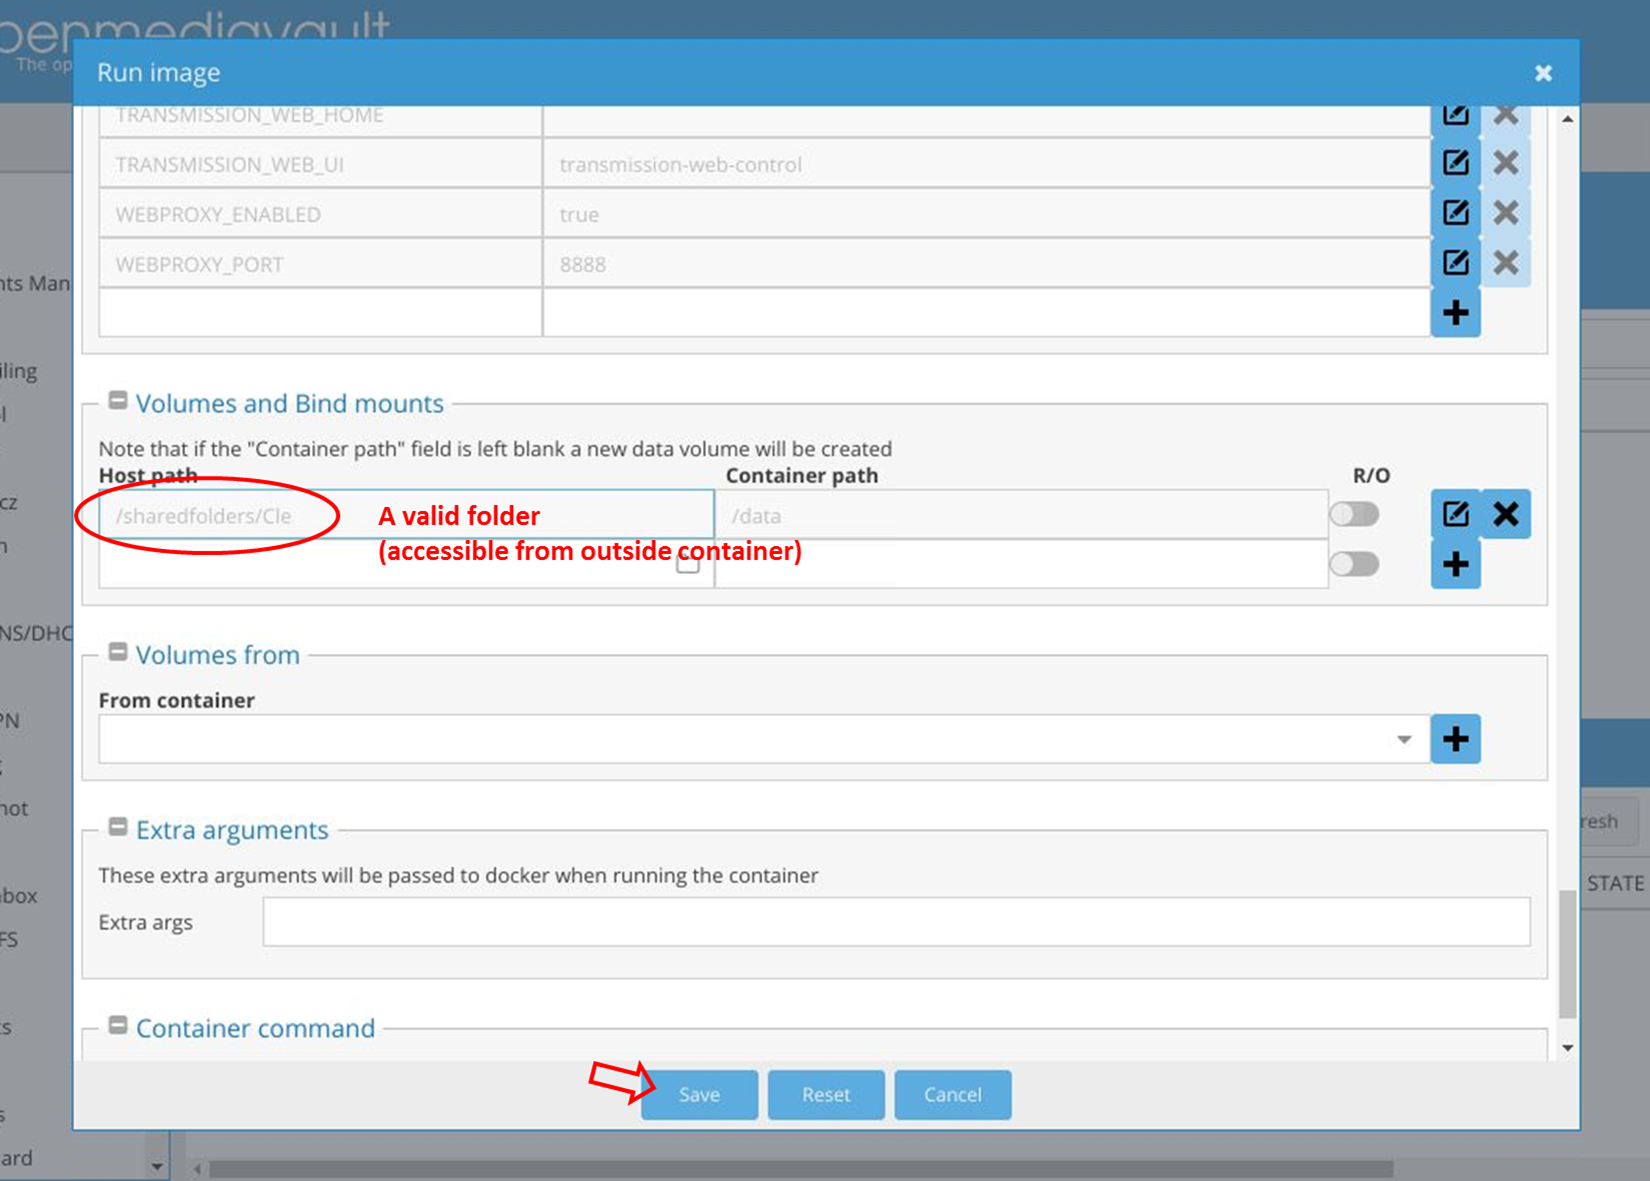 penmediavault
The op
Run image
TRANSMISSION_WEB_HOME
TRANSMISSION_WEB_UI transmission-web-control
WEBPROXY_ENABLED true
WEBPROXY_PORT 8888
Volumes and Bind mounts
Note that if the "Container path" field is left blank a new data volume will be created
Host path Container path R/O
/sharedfolders/Cle A valid folder /data
(accessible from outside container)
Volumes from
From container
Extra arguments
These extra arguments will be passed to docker when running the container
Extra args
Container command
Save Reset Cancel
nts Man
iling
cz
NS/DHC
PN
not
box
FS
ard
resh
STATE